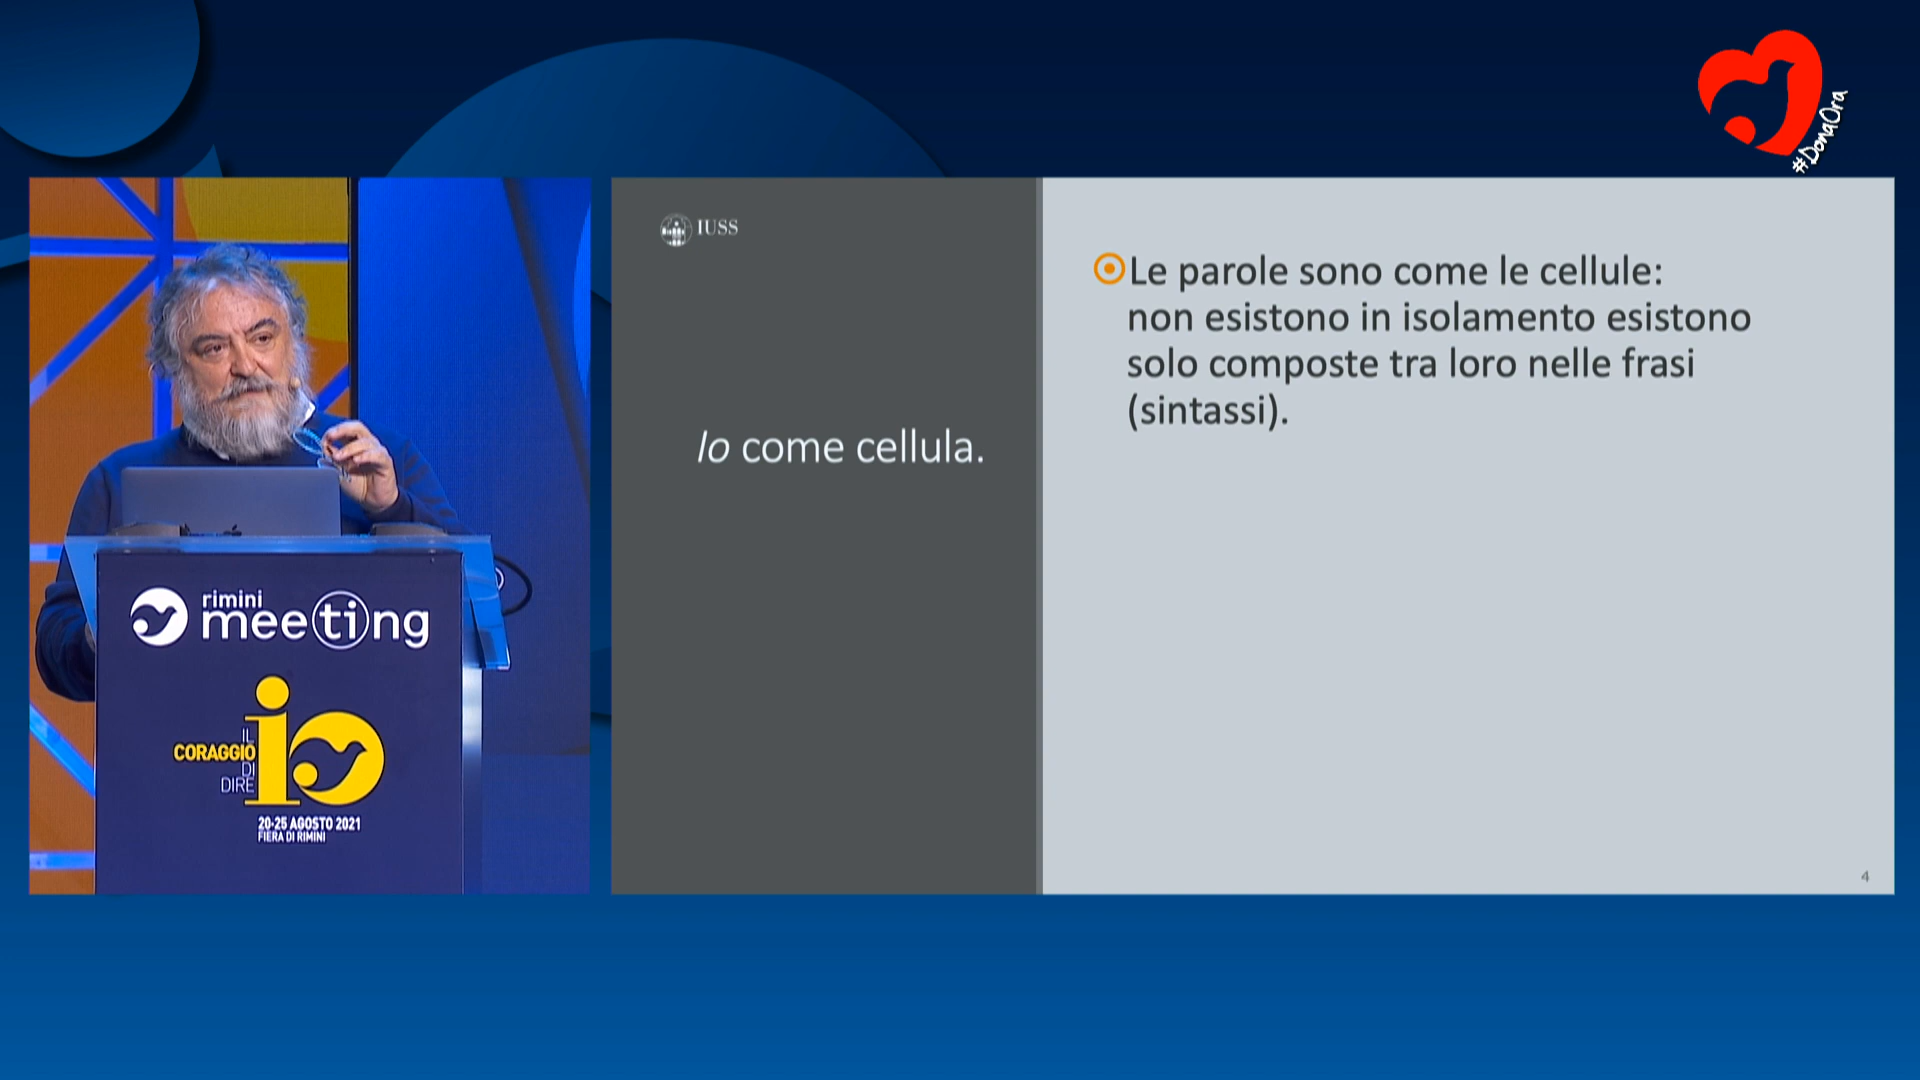 #DonaOra
IUSS
Io come cellula.
Le parole sono come le cellule:
non esistono in isolamento esistono
solo composte tra loro nelle frasi
(sintassi).
4
rimini
meeting
IL
CORAGGIO
DI
DIRE
io
20-25 AGOSTO 2021
FIERA DI RIMINI